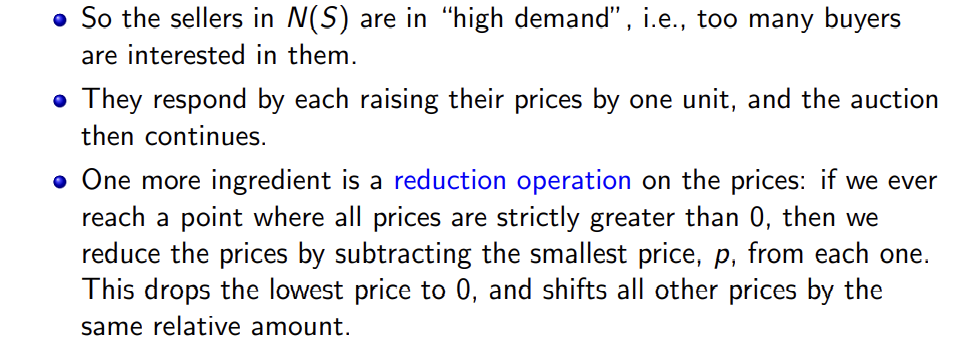 So the sellers in N(S) are in “high demand”, i.e., too many buyers
are interested in them.
They respond by each raising their prices by one unit, and the auction
then continues.
One more ingredient is a reduction operation on the prices: if we ever
reach a point where all prices are strictly greater than 0, then we
reduce the prices by subtracting the smallest price, p, from each one.
This drops the lowest price to 0, and shifts all other prices by the
same relative amount.